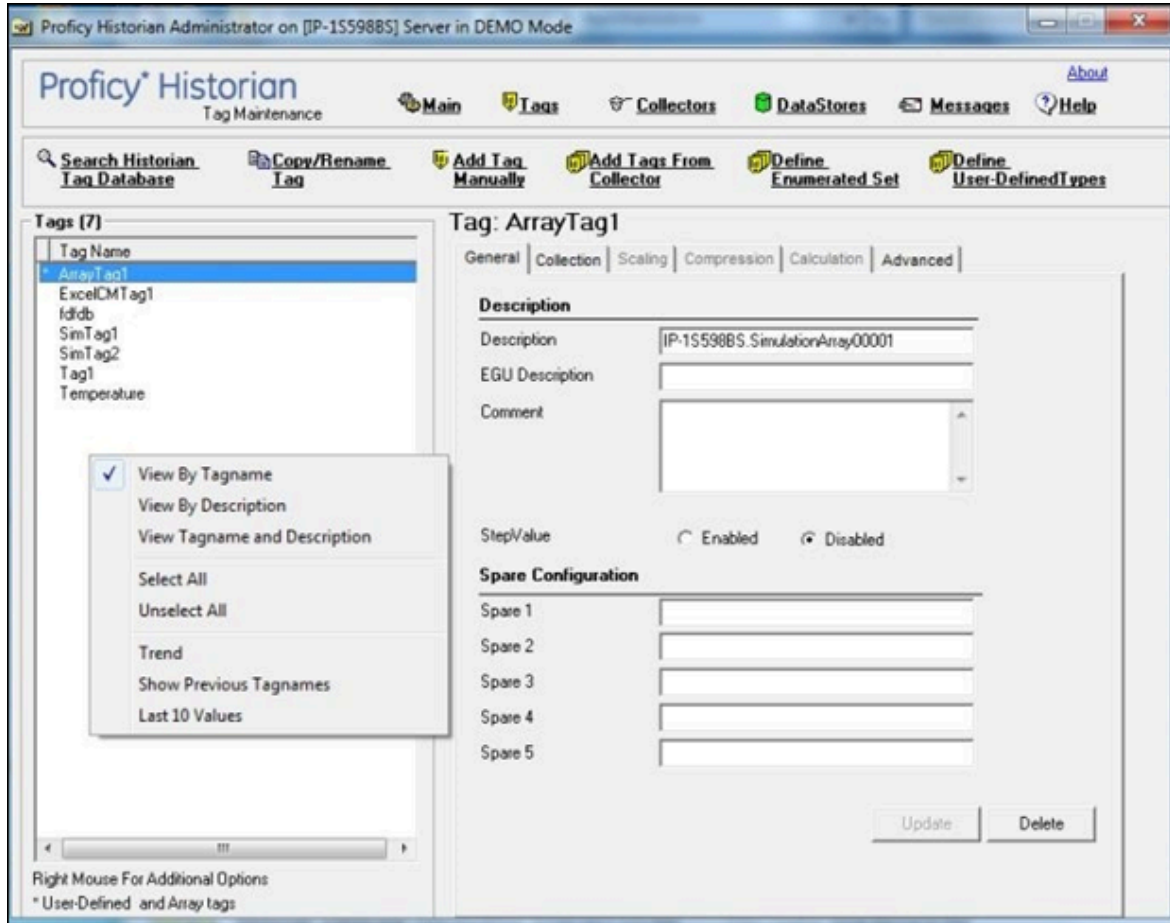 Proficy Historian Administrator on [IP-1S598BS] Server in DEMO Mode
About
Proficy* Historian
Tag Maintenance
Main Tags Collectors DataStores Messages Help
Search Historian Tag Database
Copy/Rename Tag
Add Tag Manually
Add Tags From Collector
Define Enumerated Set
Define User-DefinedTypes
Tags (7)
Tag Name
* ArrayTag1
ExcelCMTag1
fdfdb
SimTag1
SimTag2
Tag1
Temperature
View By Tagname
View By Description
View Tagname and Description
Select All
Unselect All
Trend
Show Previous Tagnames
Last 10 Values
Right Mouse For Additional Options
* User-Defined and Array tags
Tag: ArrayTag1
General Collection Scaling Compression Calculation Advanced
Description
Description IP-1S598BS.SimulationArray00001
EGU Description
Comment
StepValue Enabled Disabled
Spare Configuration
Spare 1
Spare 2
Spare 3
Spare 4
Spare 5
Update Delete